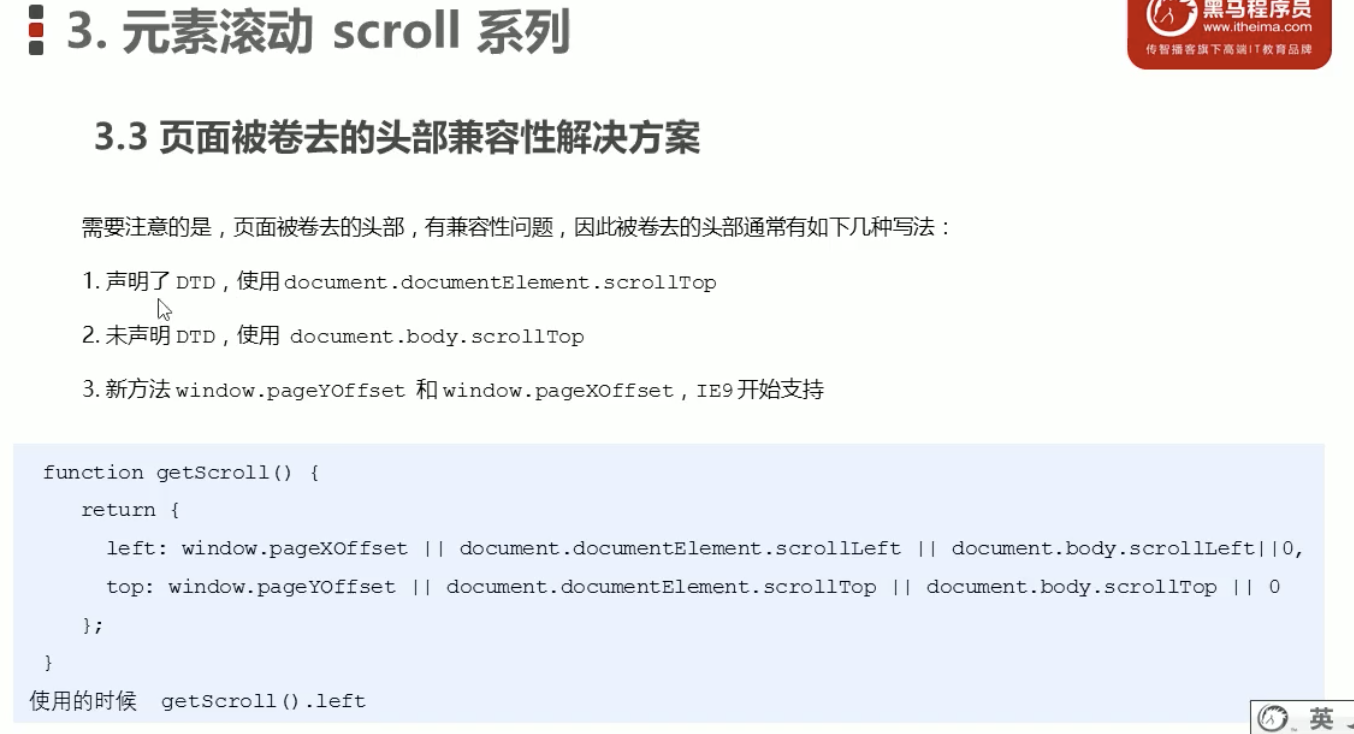 3. 元素滚动 scroll 系列
黑马程序员
www.itheima.com
传智播客旗下高端IT教育品牌
3.3 页面被卷去的头部兼容性解决方案
需要注意的是，页面被卷去的头部，有兼容性问题，因此被卷去的头部通常有如下几种写法：
1. 声明了 DTD，使用 document.documentElement.scrollTop
2. 未声明 DTD，使用 document.body.scrollTop
3. 新方法 window.pageYOffset 和 window.pageXOffset，IE9 开始支持
function getScroll() {
return {
left: window.pageXOffset || document.documentElement.scrollLeft || document.body.scrollLeft||0,
top: window.pageYOffset || document.documentElement.scrollTop || document.body.scrollTop || 0
};
}
使用的时候 getScroll().left
英